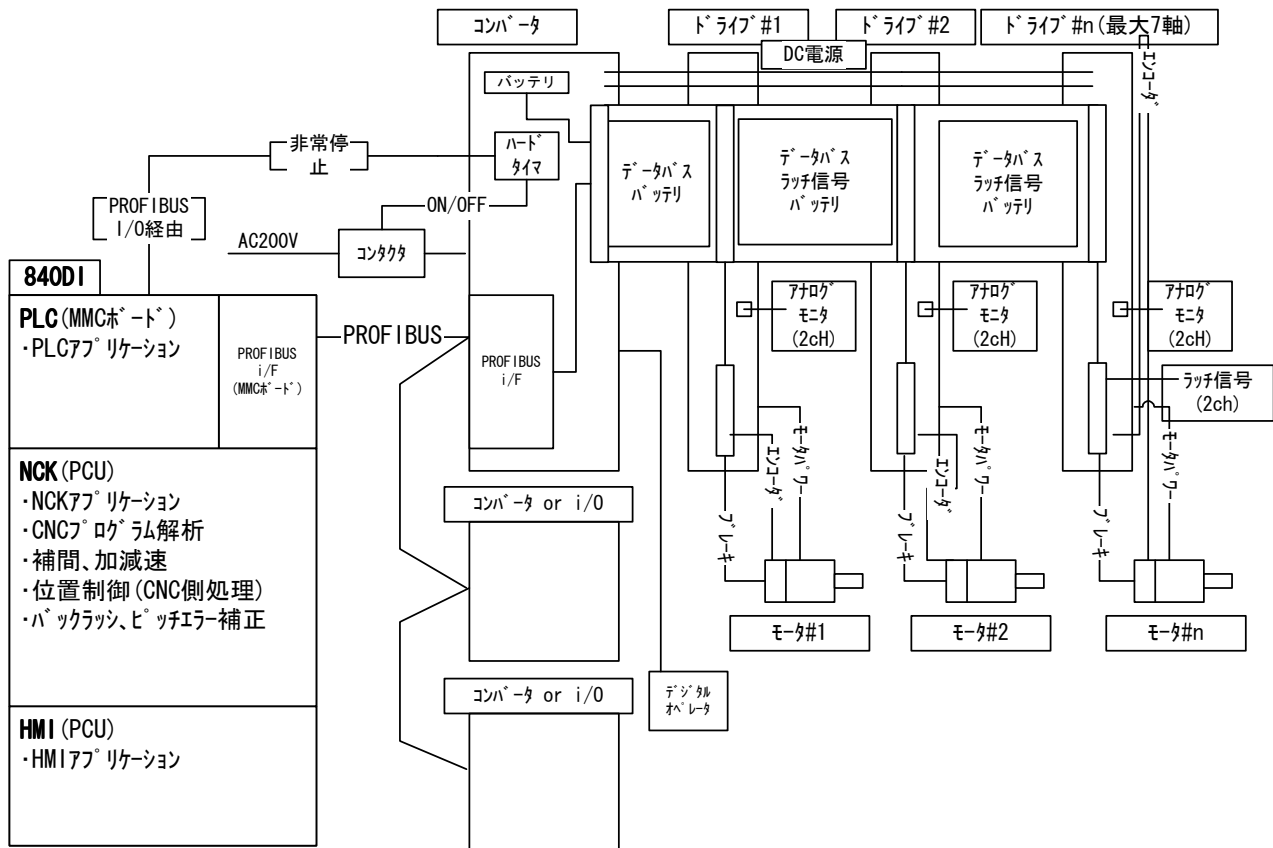 コンバータ
ドライブ#1
ドライブ#2
ドライブ#n(最大7軸)
DC電源
エンコーダ
バッテリ
非常停
止
ハード
タイマ
データバス
バッテリ
データバス
ラッチ信号
バッテリ
データバス
ラッチ信号
バッテリ
PROFIBUS
I/O経由
ON/OFF
AC200V
コンタクタ
840DI
PLC(MMCボード)
・PLCアプリケーション
PROFIBUS
i/F
(MMCボード)
PROFIBUS
PROFIBUS
i/F
アナログ
モニタ
(2cH)
アナログ
モニタ
(2cH)
アナログ
モニタ
(2cH)
ラッチ信号
(2ch)
エンコーダ
モータパワー
エンコーダ
モータパワー
モータパワー
NCK(PCU)
・NCKアプリケーション
・CNCプログラム解析
・補間、加減速
・位置制御(CNC側処理)
・バックラッシ、ピッチエラー補正
コンバータ or i/O
ブレーキ
ブレーキ
ブレーキ
モータ#1
モータ#2
モータ#n
コンバータ or i/O
デジタル
オペレータ
HMI(PCU)
・HMIアプリケーション